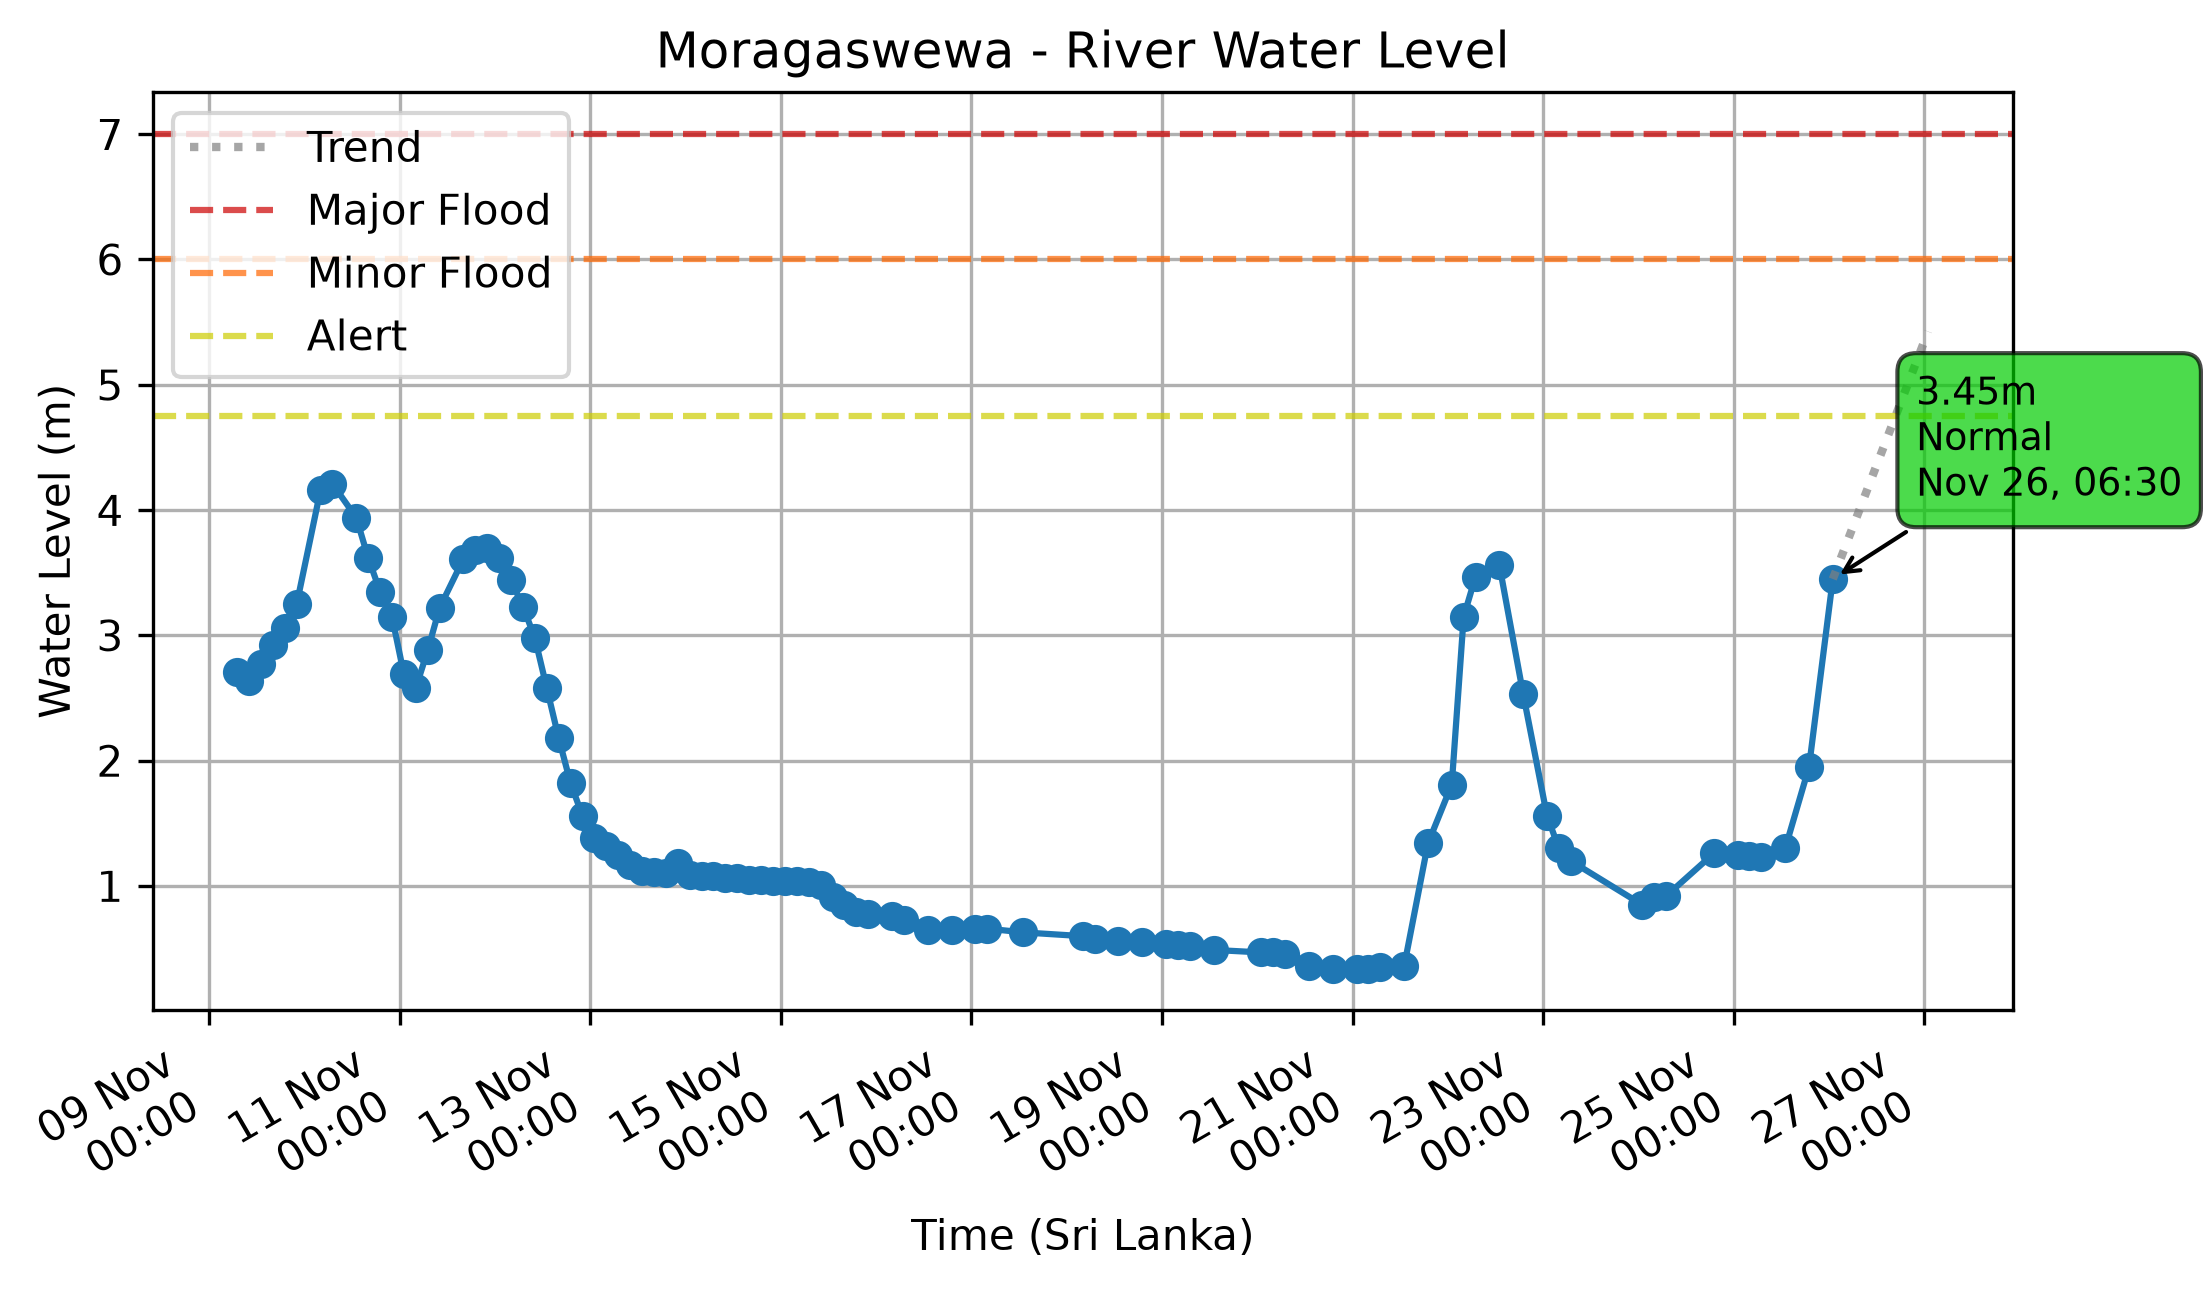 Moragaswewa - River Water Level
Trend
Major Flood
Minor Flood
Alert
7
6
5
4
3
2
1
Water Level (m)
3.45m
Normal
Nov 26, 06:30
09 Nov
00:00
11 Nov
00:00
13 Nov
00:00
15 Nov
00:00
17 Nov
00:00
19 Nov
00:00
21 Nov
00:00
23 Nov
00:00
25 Nov
00:00
27 Nov
00:00
Time (Sri Lanka)